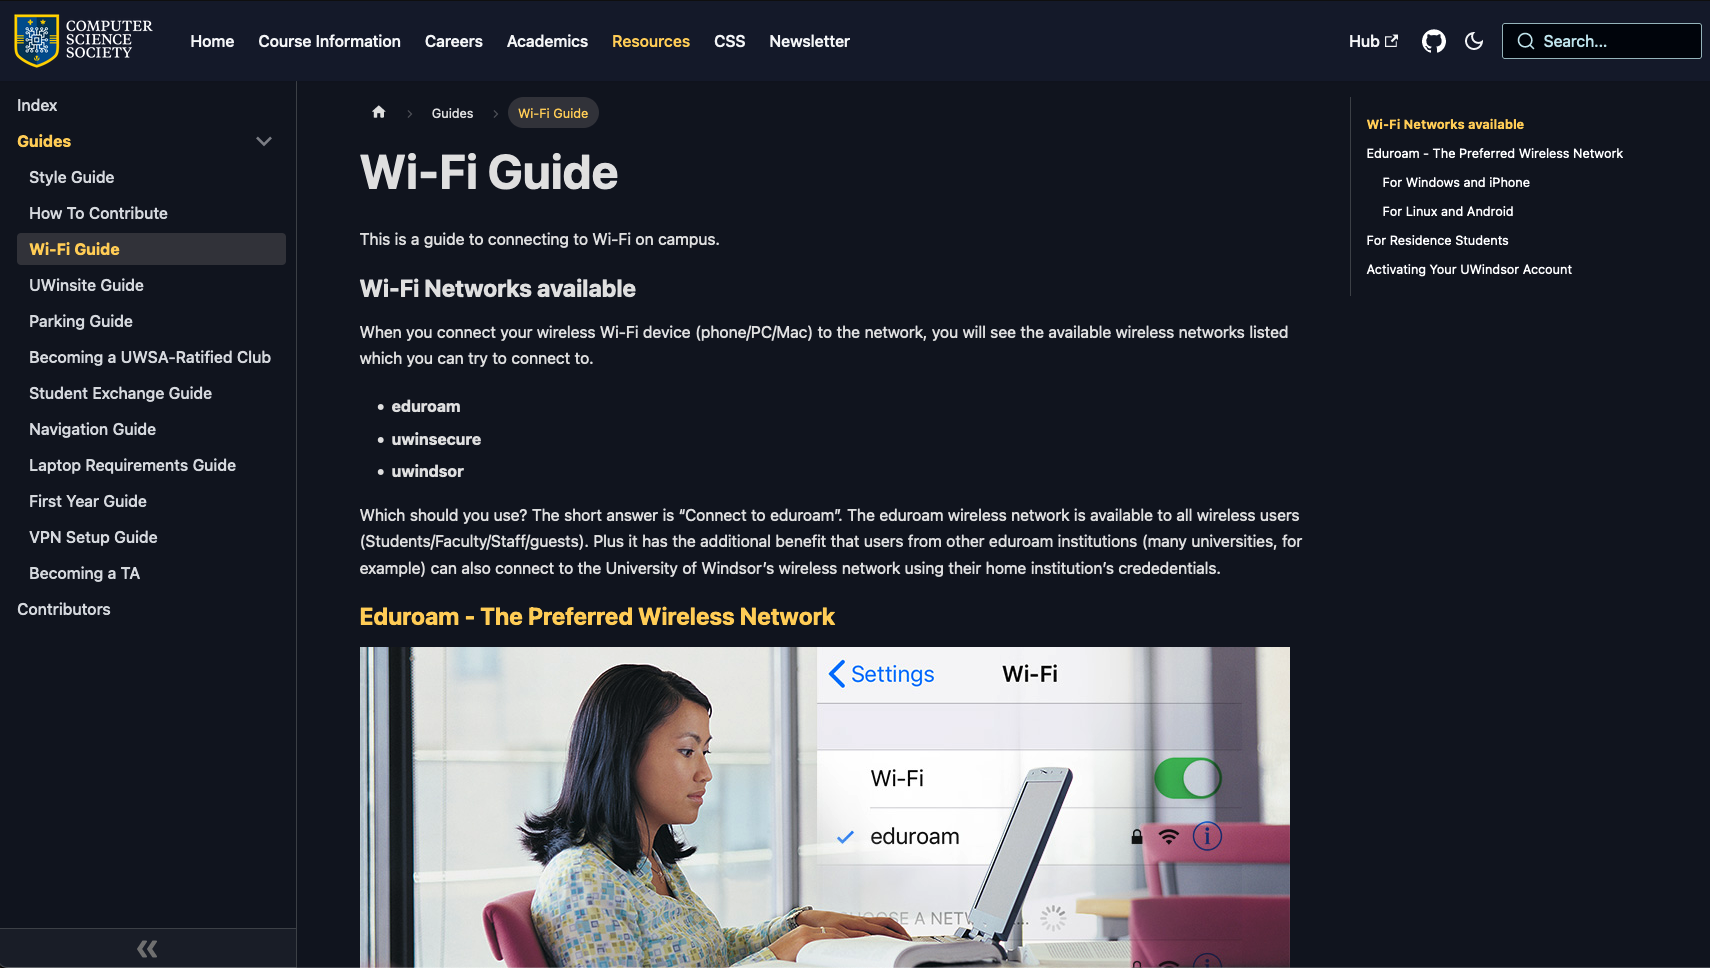 COMPUTER
SCIENCE
SOCIETY
Home
Course Information
Careers
Academics
Resources
CSS
Newsletter
Hub
Search...
Index
Guides
Style Guide
How To Contribute
Wi-Fi Guide
UWinsite Guide
Parking Guide
Becoming a UWSA-Ratified Club
Student Exchange Guide
Navigation Guide
Laptop Requirements Guide
First Year Guide
VPN Setup Guide
Becoming a TA
Contributors
Guides
Wi-Fi Guide
Wi-Fi Guide
This is a guide to connecting to Wi-Fi on campus.
Wi-Fi Networks available
When you connect your wireless Wi-Fi device (phone/PC/Mac) to the network, you will see the available wireless networks listed
which you can try to connect to.
• eduroam
• uwinsecure
• uwindsor
Which should you use? The short answer is “Connect to eduroam”. The eduroam wireless network is available to all wireless users
(Students/Faculty/Staff/guests). Plus it has the additional benefit that users from other eduroam institutions (many universities, for
example) can also connect to the University of Windsor’s wireless network using their home institution’s crededentials.
Eduroam - The Preferred Wireless Network
Settings
Wi-Fi
Wi-Fi
eduroam
A NET
Wi-Fi Networks available
Eduroam - The Preferred Wireless Network
For Windows and iPhone
For Linux and Android
For Residence Students
Activating Your UWindsor Account